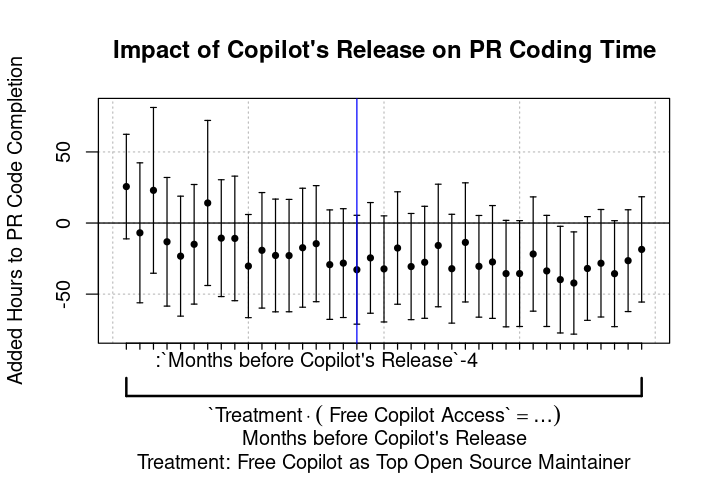 Impact of Copilot's Release on PR Coding Time
Added Hours to PR Code Completion
50
0
-50
:`Months before Copilot's Release`-4
`Treatment · ( Free Copilot Access` = …)
Months before Copilot's Release
Treatment: Free Copilot as Top Open Source Maintainer